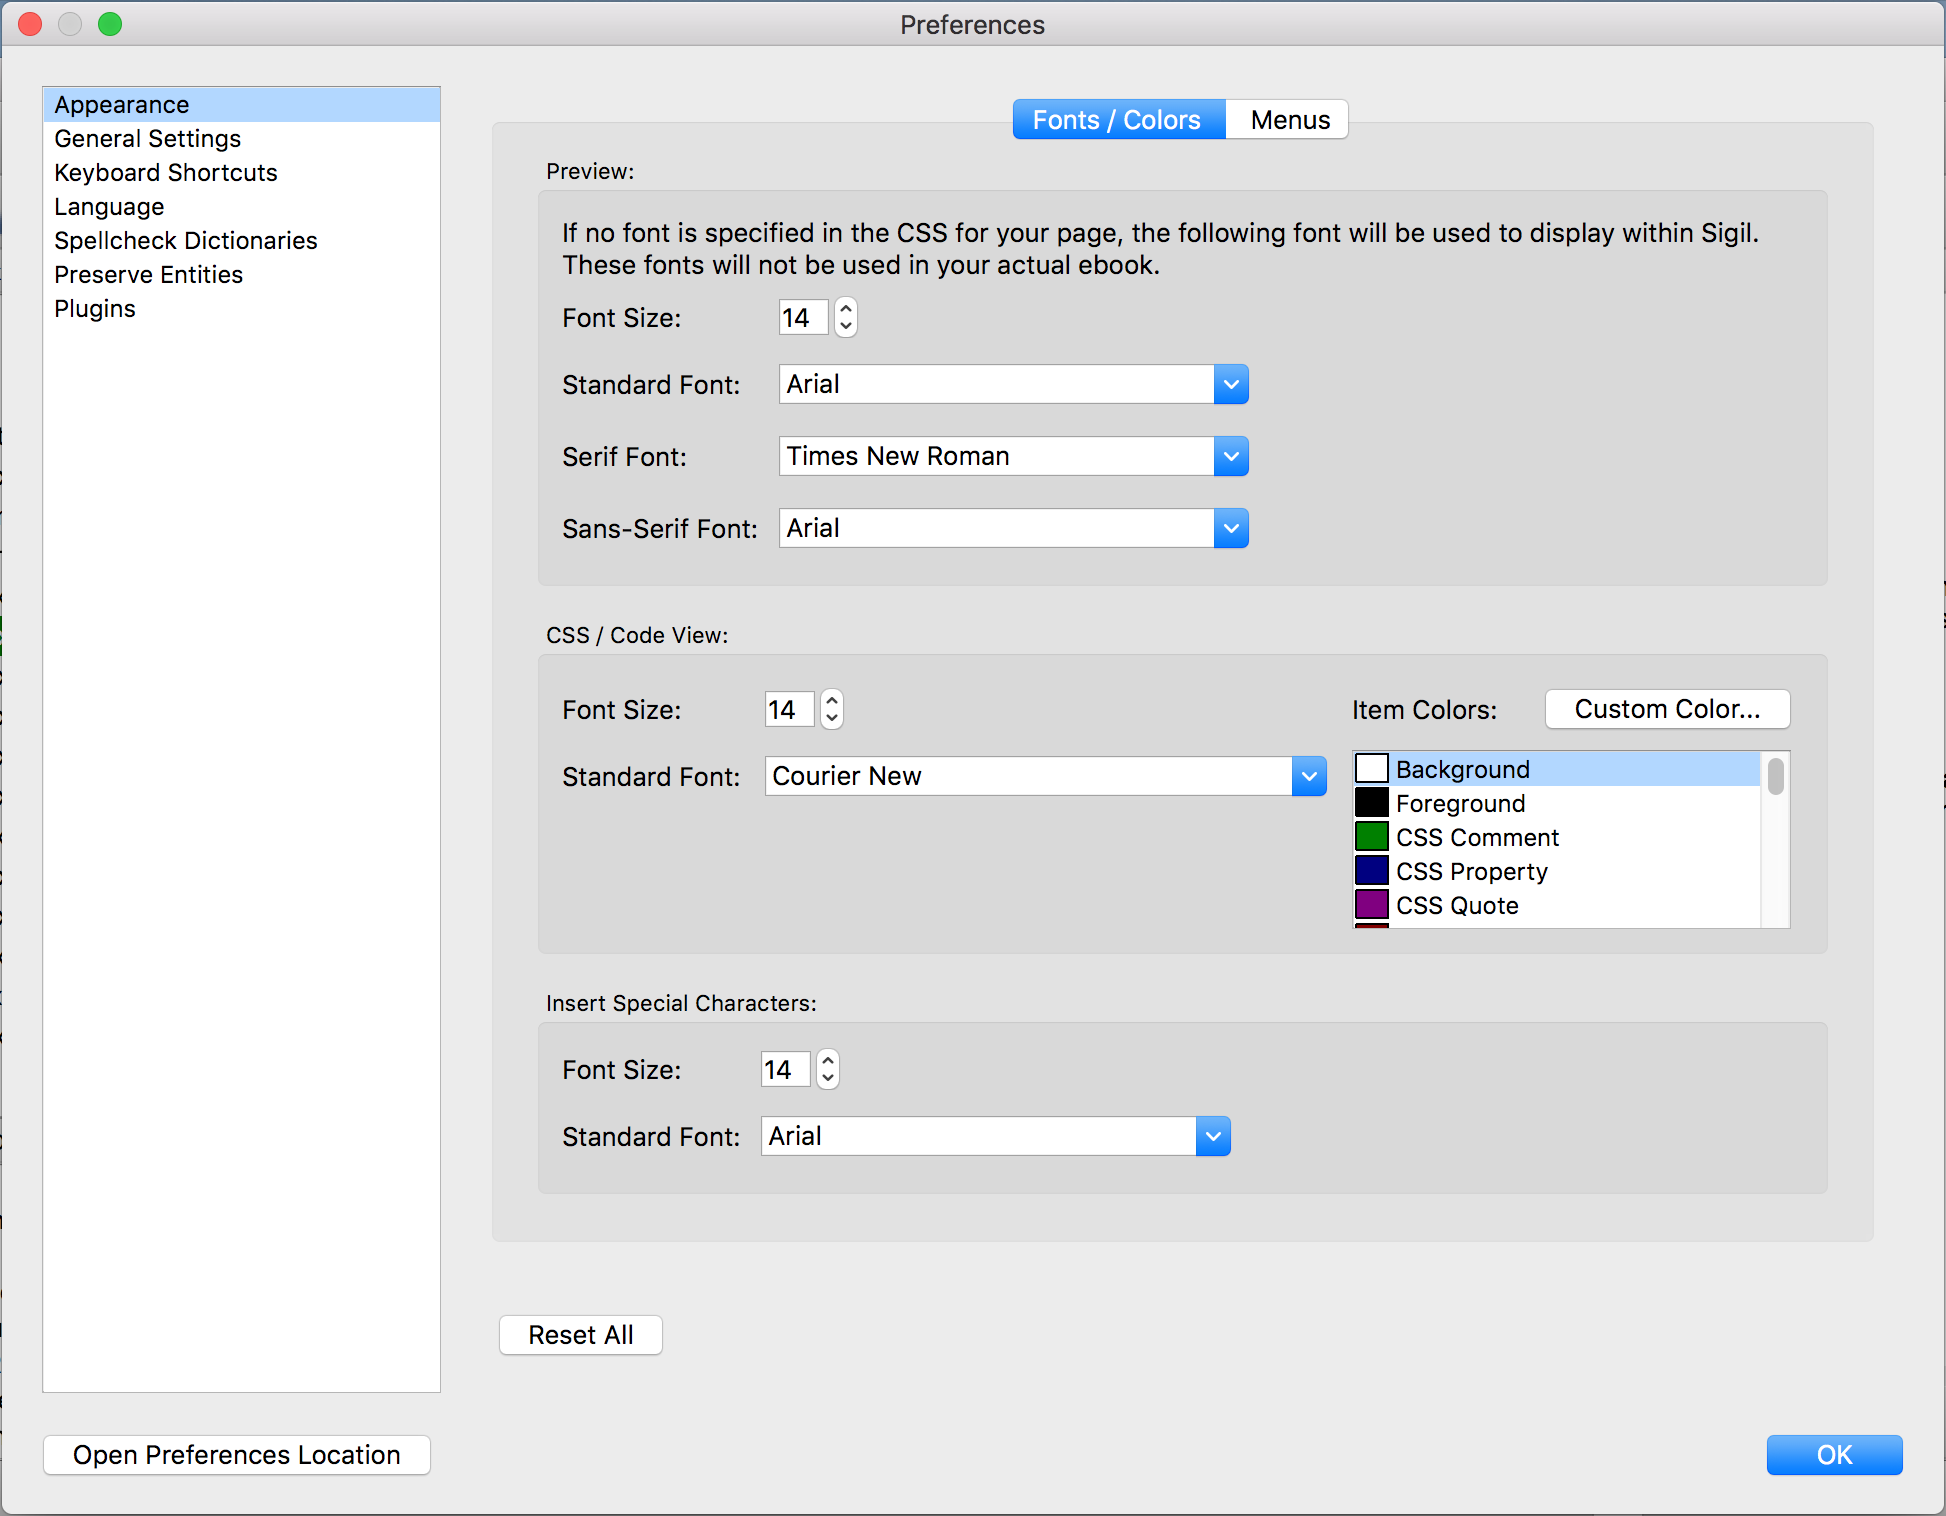 Preferences
Appearance
General Settings
Keyboard Shortcuts
Language
Spellcheck Dictionaries
Preserve Entities
Plugins
Fonts / Colors
Menus
Preview:
If no font is specified in the CSS for your page, the following font will be used to display within Sigil.
These fonts will not be used in your actual ebook.
Font Size: 14
Standard Font: Arial
Serif Font: Times New Roman
Sans-Serif Font: Arial
CSS / Code View:
Font Size: 14
Standard Font: Courier New
Item Colors: Custom Color...
Background
Foreground
CSS Comment
CSS Property
CSS Quote
Insert Special Characters:
Font Size: 14
Standard Font: Arial
Reset All
Open Preferences Location
OK